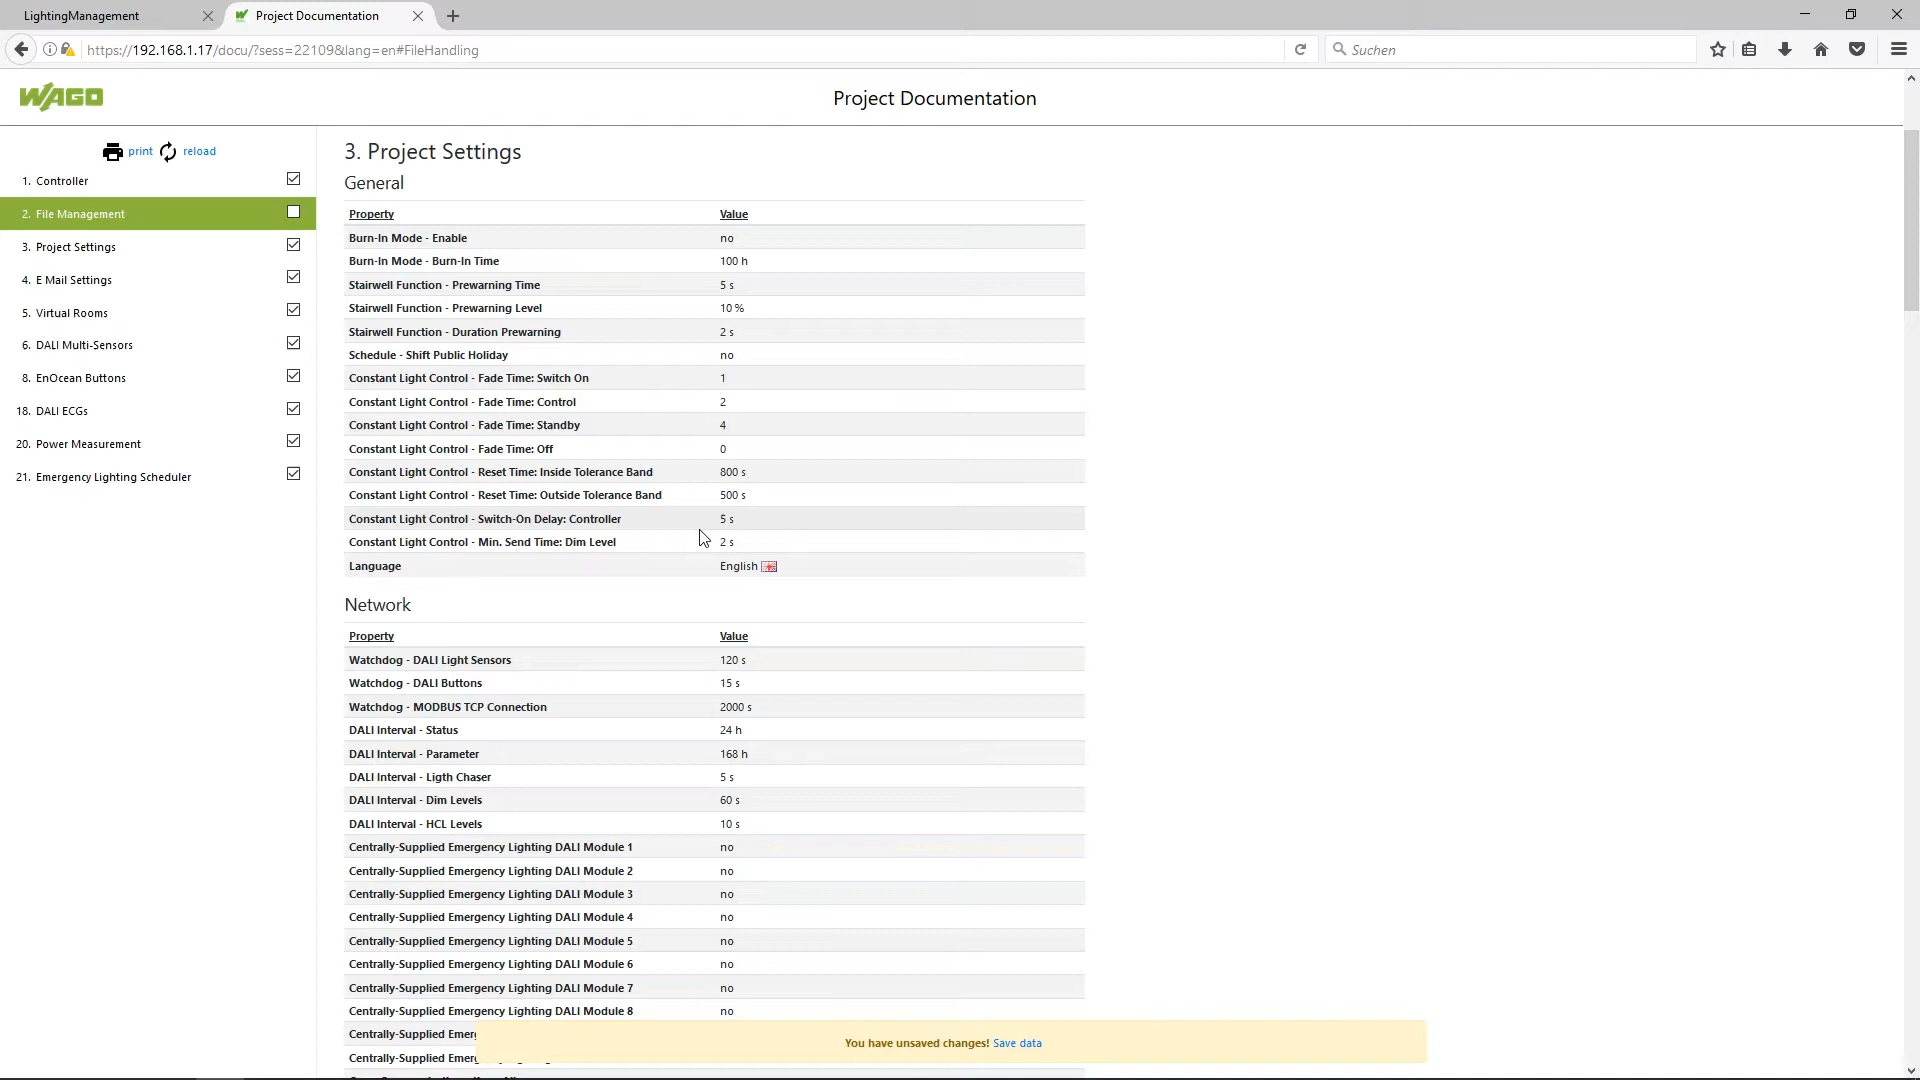 LightingManagement
Project Documentation
https://192.168.1.17/docu/?sess=22109&lang=en#FileHandling
Suchen
WAGO
Project Documentation
print reload
1. Controller
2. File Management
3. Project Settings
4. E Mail Settings
5. Virtual Rooms
6. DALI Multi-Sensors
8. EnOcean Buttons
18. DALI ECGs
20. Power Measurement
21. Emergency Lighting Scheduler
3. Project Settings
General
Property Value
Burn-In Mode - Enable no
Burn-In Mode - Burn-In Time 100 h
Stairwell Function - Prewarning Time 5 s
Stairwell Function - Prewarning Level 10 %
Stairwell Function - Duration Prewarning 2 s
Schedule - Shift Public Holiday no
Constant Light Control - Fade Time: Switch On 1
Constant Light Control - Fade Time: Control 2
Constant Light Control - Fade Time: Standby 4
Constant Light Control - Fade Time: Off 0
Constant Light Control - Reset Time: Inside Tolerance Band 800 s
Constant Light Control - Reset Time: Outside Tolerance Band 500 s
Constant Light Control - Switch-On Delay: Controller 5 s
Constant Light Control - Min. Send Time: Dim Level 2 s
Language English
Network
Property Value
Watchdog - DALI Light Sensors 120 s
Watchdog - DALI Buttons 15 s
Watchdog - MODBUS TCP Connection 2000 s
DALI Interval - Status 24 h
DALI Interval - Parameter 168 h
DALI Interval - Ligth Chaser 5 s
DALI Interval - Dim Levels 60 s
DALI Interval - HCL Levels 10 s
Centrally-Supplied Emergency Lighting DALI Module 1 no
Centrally-Supplied Emergency Lighting DALI Module 2 no
Centrally-Supplied Emergency Lighting DALI Module 3 no
Centrally-Supplied Emergency Lighting DALI Module 4 no
Centrally-Supplied Emergency Lighting DALI Module 5 no
Centrally-Supplied Emergency Lighting DALI Module 6 no
Centrally-Supplied Emergency Lighting DALI Module 7 no
Centrally-Supplied Emergency Lighting DALI Module 8 no
Centrally-Supplied
Centrally-Supplied
You have unsaved changes! Save data